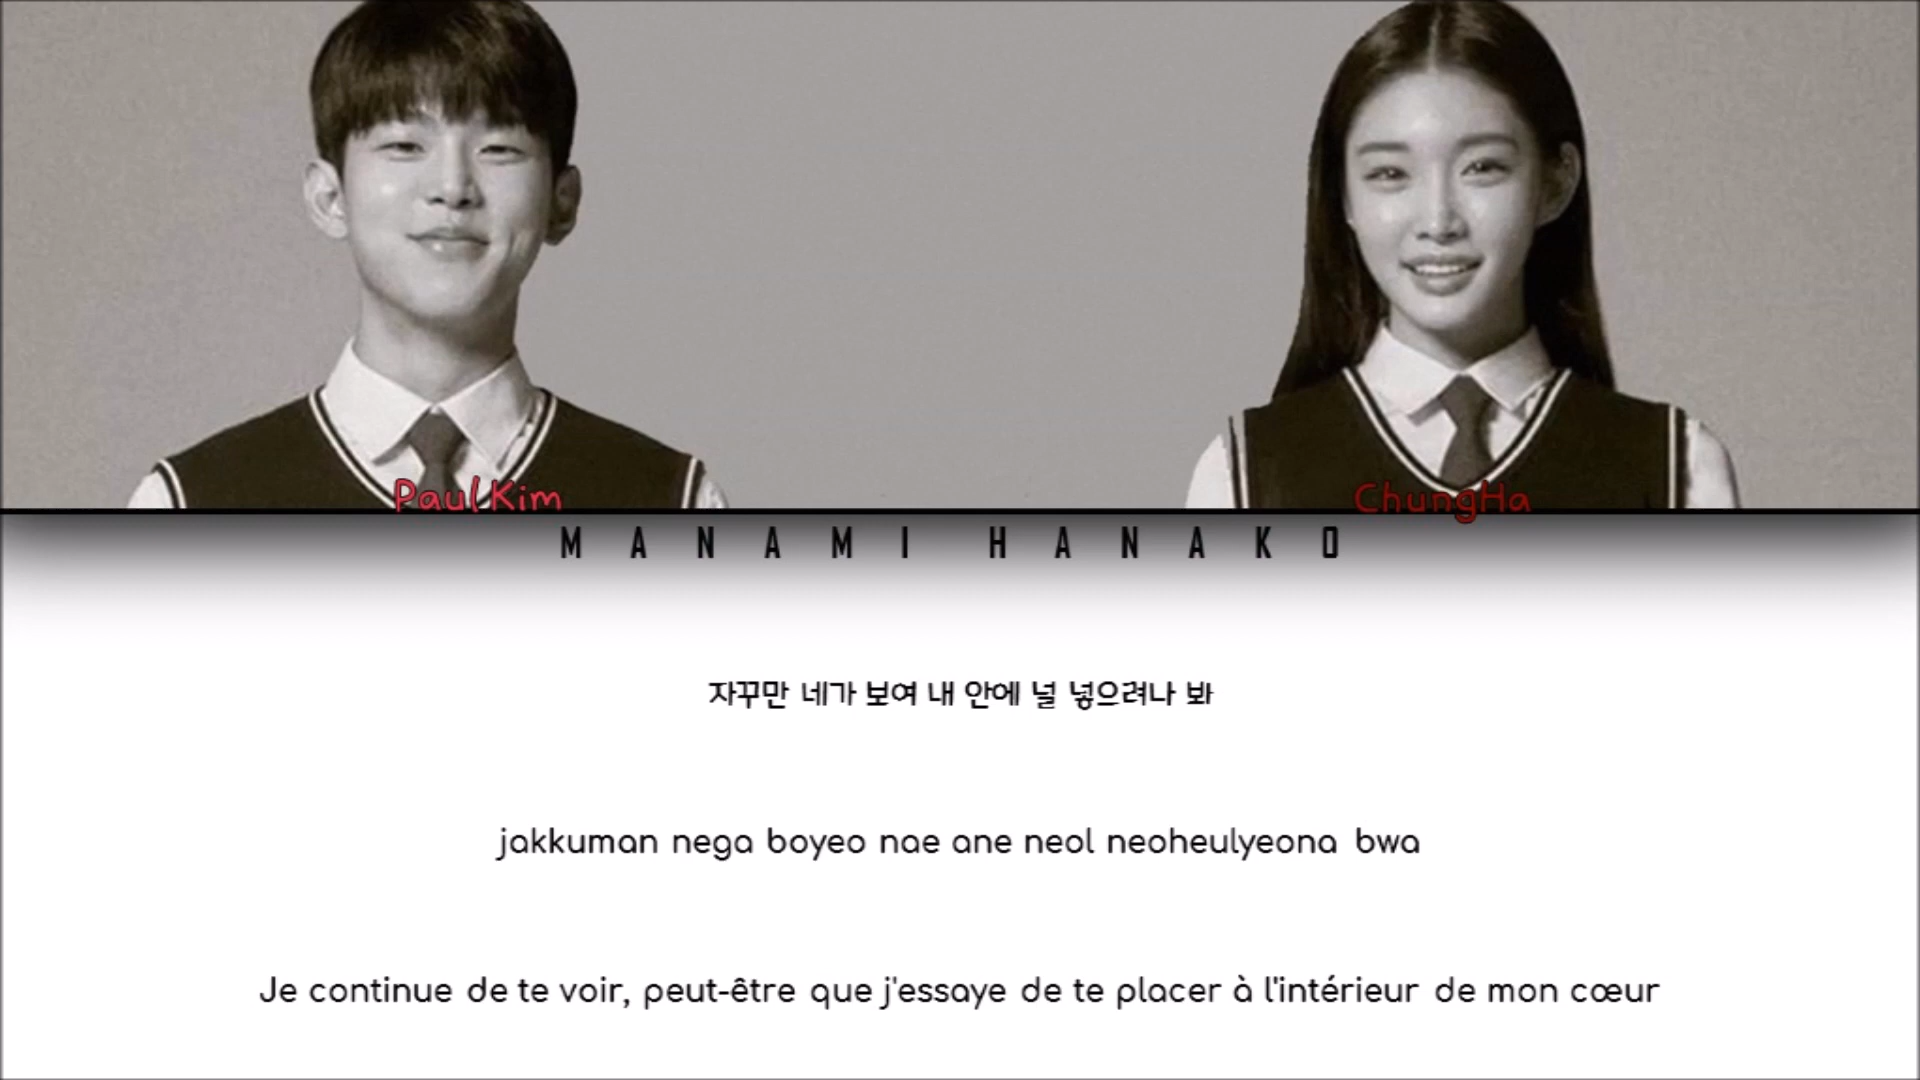 PaulKim
ChungHa
MANAMI HANAKO
자꾸만 네가 보여 내 안에 널 넣으려나 봐
jakkuman nega boyeo nae ane neol neoheulyeona bwa
Je continue de te voir, peut-être que j'essaye de te placer à l'intérieur de mon cœur